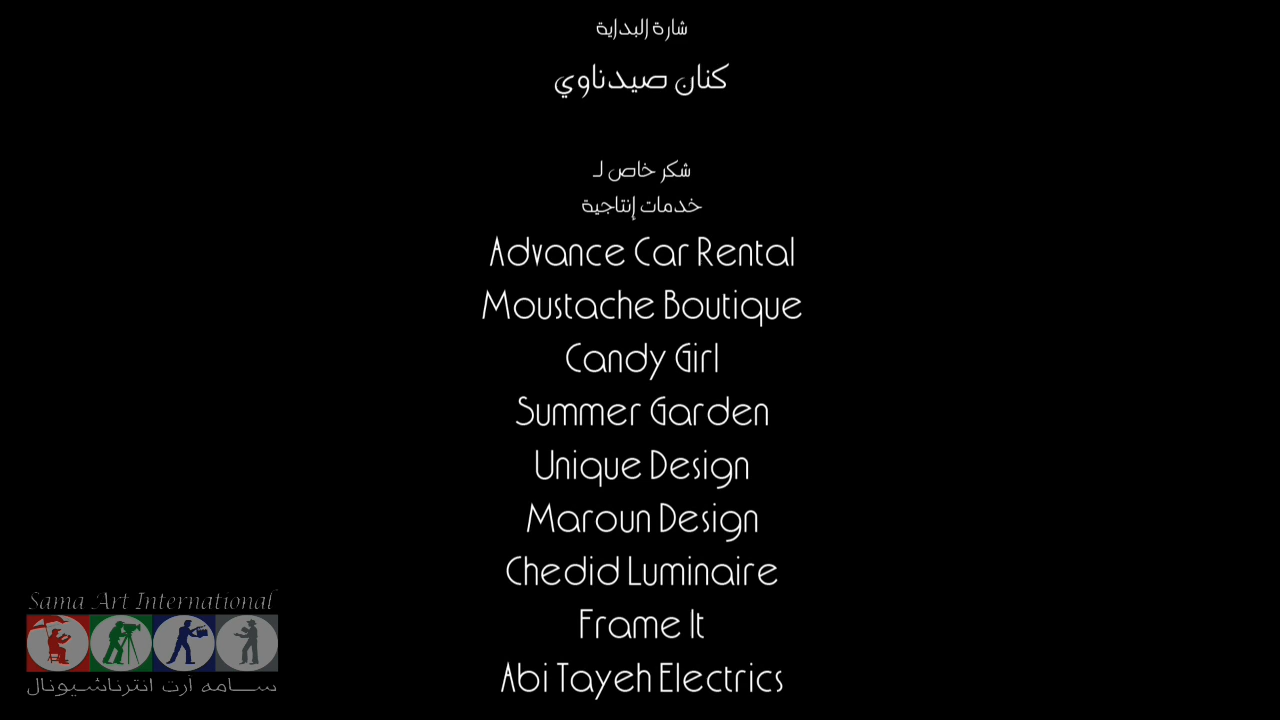 شارة البداية
كنان صيدناوي
شكر خاص لـ
خدمات إنتاجية
Advance Car Rental
Moustache Boutique
Candy Girl
Summer Garden
Unique Design
Maroun Design
Chedid Luminaire
Frame It
Abi Tayeh Electrics
Sama Art International
سـامه آرت انترناشيونال